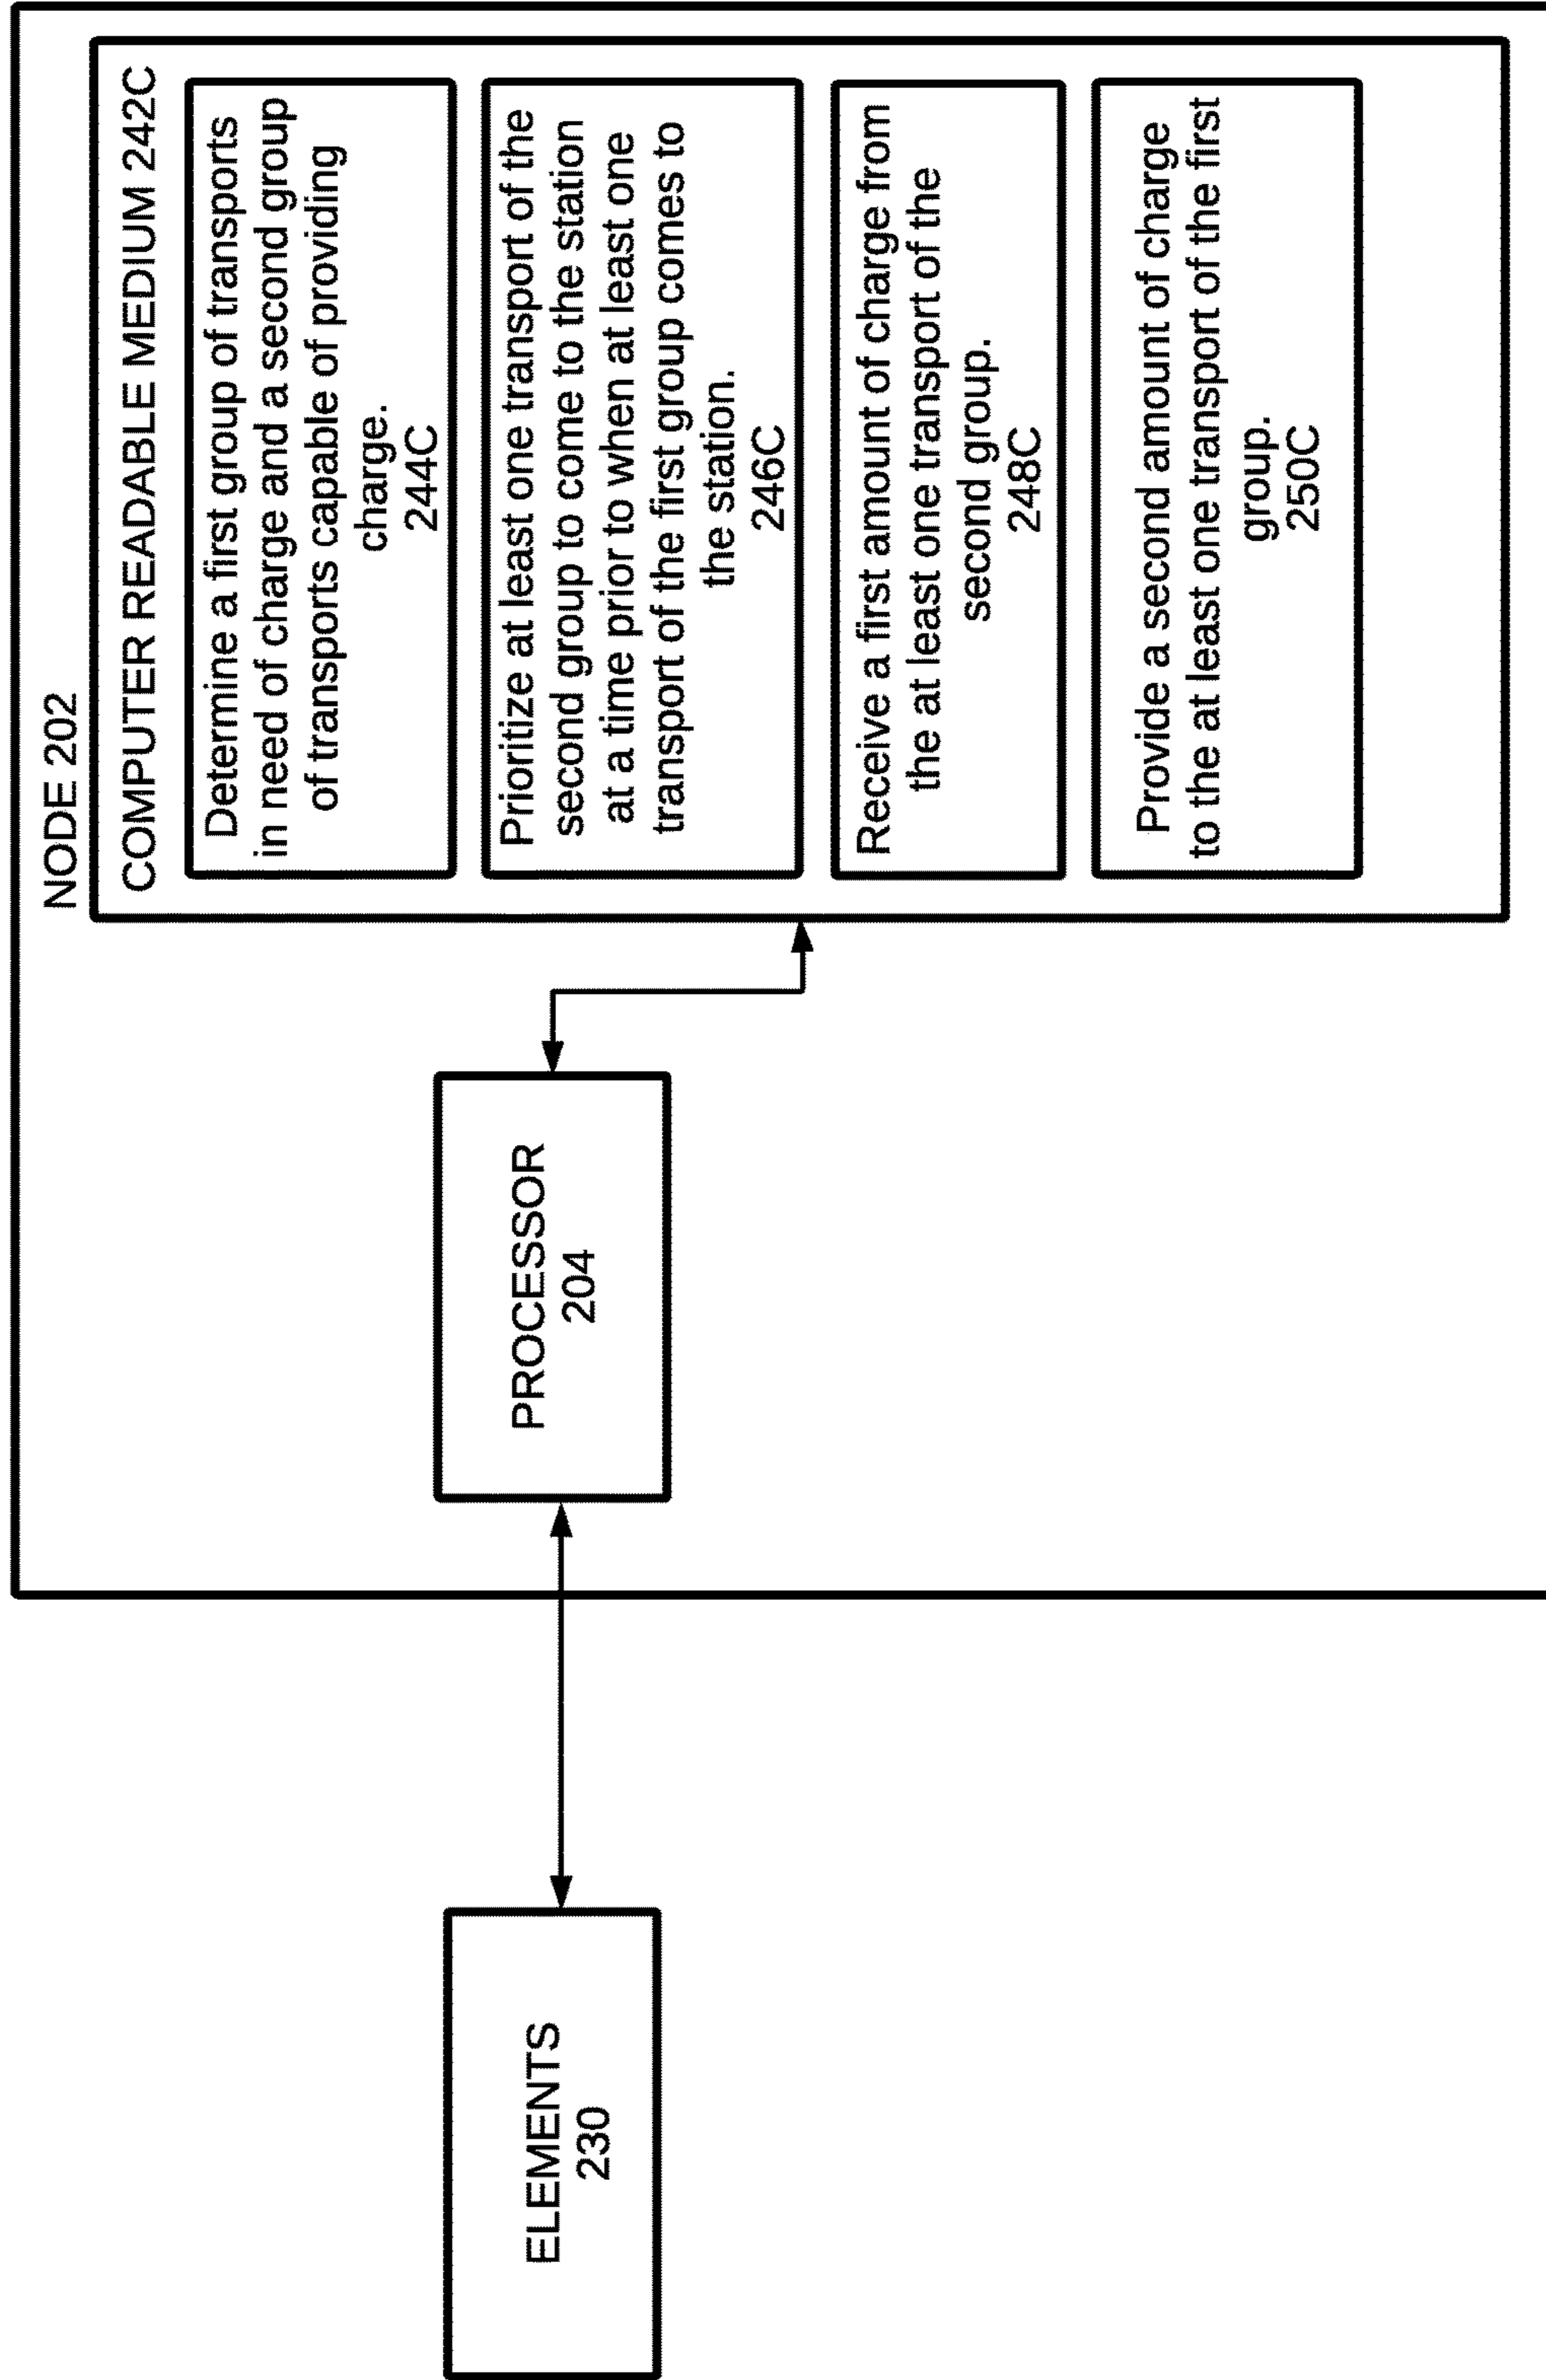 NODE 202
COMPUTER READABLE MEDIUM 242C
Determine a first group of transports
in need of charge and a second group
of transports capable of providing
charge.
244C
Prioritize at least one transport of the
second group to come to the station
at a time prior to when at least one
transport of the first group comes to
the station.
246C
Receive a first amount of charge from
the at least one transport of the
second group.
248C
Provide a second amount of charge
to the at least one transport of the first
group.
250C
PROCESSOR
204
ELEMENTS
230